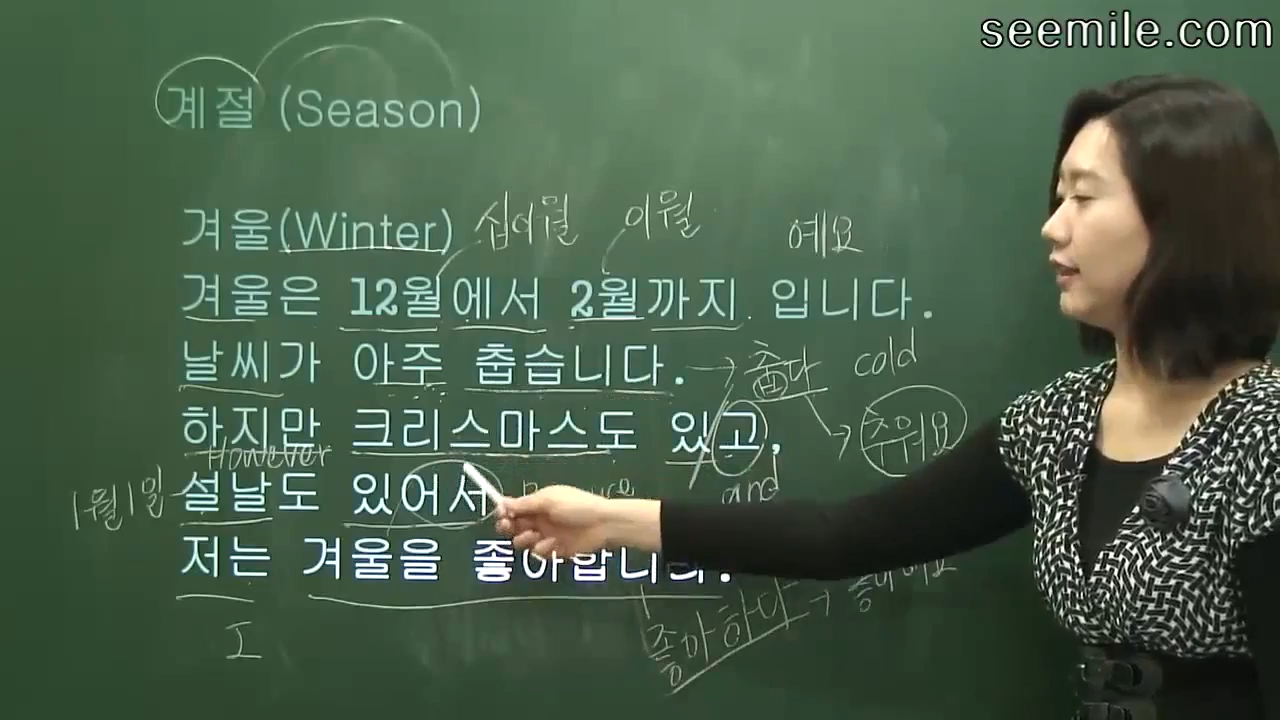 seemile.com
계절 (Season)
겨울(Winter) 십이월 이월 예요
겨울은 12월에서 2월까지 입니다.
날씨가 아주 춥습니다. → 춥다 cold
하지만 크리스마스도 있고, → 추워요
However
1월1일 설날도 있어서 and
저는 겨울을 좋아합니다.
I 좋아하다 →